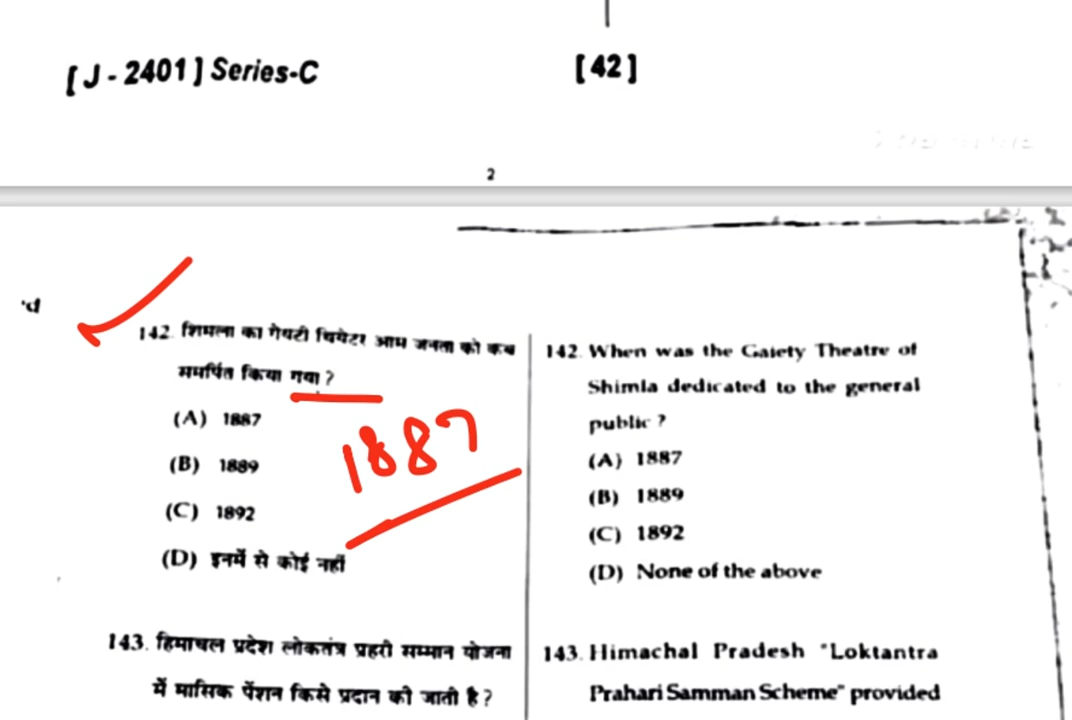 [ J - 2401 ] Series-C
[ 42 ]
2
'd
142. शिमला का गेयटी थियेटर आम जनता को कब
समर्पित किया गया ?
(A) 1887
(B) 1889
(C) 1892
(D) इनमें से कोई नहीं
1887
143. हिमाचल प्रदेश लोकतंत्र प्रहरी सम्मान योजना
में मासिक पेंशन किसे प्रदान की जाती है ?
142. When was the Gaiety Theatre of
Shimla dedicated to the general
public ?
(A) 1887
(B) 1889
(C) 1892
(D) None of the above
143. Himachal Pradesh "Loktantra
Prahari Samman Scheme" provided